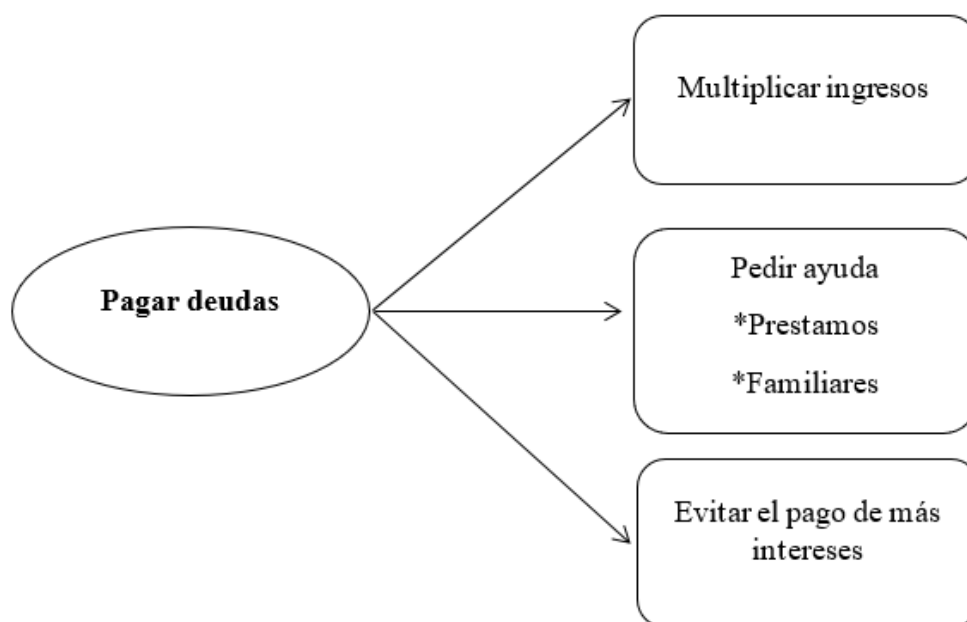 Multiplicar ingresos
Pagar deudas
Pedir ayuda
*Prestamos
*Familiares
Evitar el pago de más
intereses